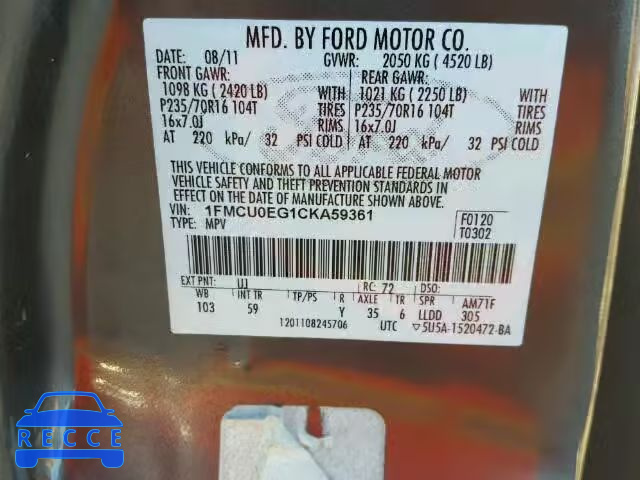 MFD. BY FORD MOTOR CO.
DATE: 08/11 GVWR: 2050 KG ( 4520 LB)
FRONT GAWR: REAR GAWR:
1098 KG ( 2420 LB) WITH 1021 KG ( 2250 LB) WITH
P235/70R16 104T TIRES P235/70R16 104T TIRES
16x7.0J RIMS 16x7.0J RIMS
AT 220 kPa/ 32 PSI COLD AT 220 kPa/ 32 PSI COLD
THIS VEHICLE CONFORMS TO ALL APPLICABLE FEDERAL MOTOR
VEHICLE SAFETY AND THEFT PREVENTION STANDARDS IN
EFFECT ON THE DATE OF MANUFACTURE SHOWN ABOVE.
VIN: 1FMCU0EG1CKA59361 F0120
TYPE: MPV T0302
EXT PNT: UJ RC: 72 DSO:
WB INT TR TP/PS R AXLE TR SPR AM71F
103 59 Y 35 6 LLDD 305
1201108245706 UTC 5U5A-1520472-BA
RECCE